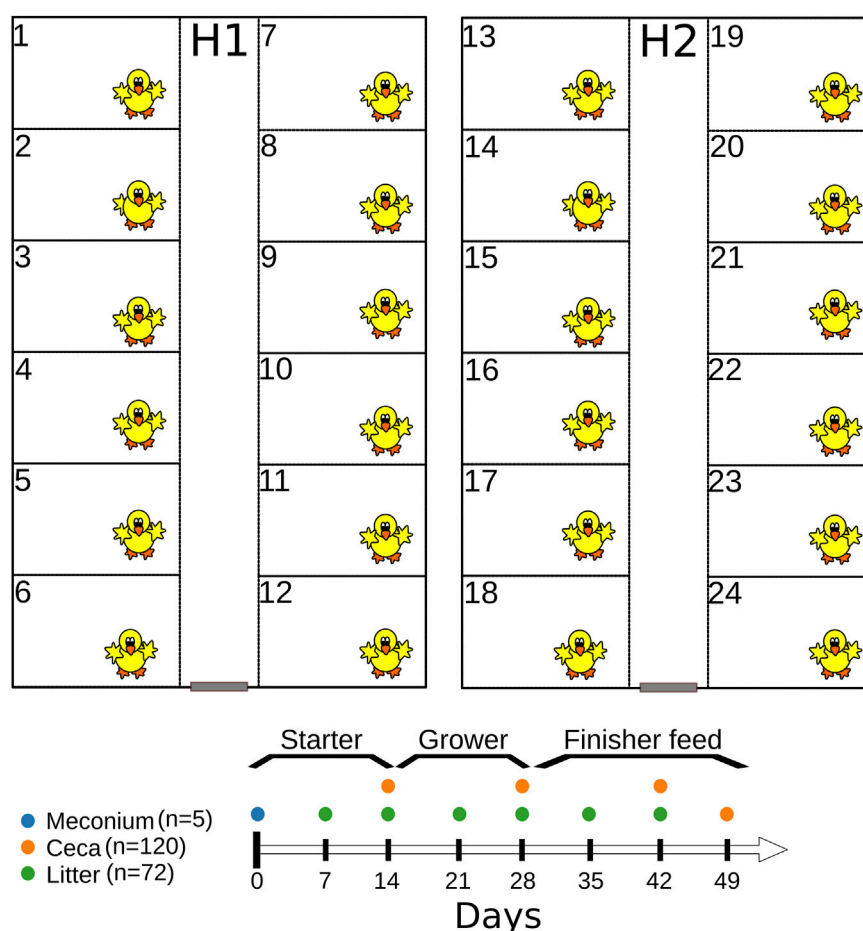 1 H1 7 13 H2 19
2 8 14 20
3 9 15 21
4 10 16 22
5 11 17 23
6 12 18 24
Starter Grower Finisher feed
Meconium (n=5)
Ceca (n=120)
Litter (n=72)
0 7 14 21 28 35 42 49
Days